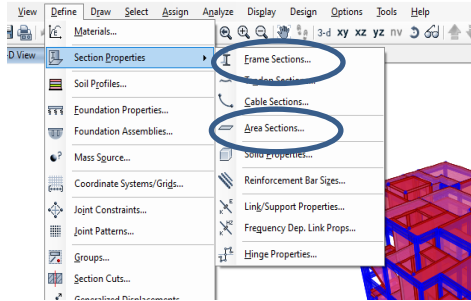 View Define Draw Select Assign Analyze Display Design Options Tools Help
Materials...
3-d xy xz yz nv
D View
Section Properties
Frame Sections...
Tendon Sections...
Soil Profiles...
Cable Sections...
Foundation Properties...
Foundation Assemblies...
Area Sections...
Mass Source...
Solid Properties...
Coordinate Systems/Grids...
Reinforcement Bar Sizes...
Joint Constraints...
Link/Support Properties...
Joint Patterns...
Frequency Dep. Link Props...
Groups...
Hinge Properties...
Section Cuts...
Generalized Displacements